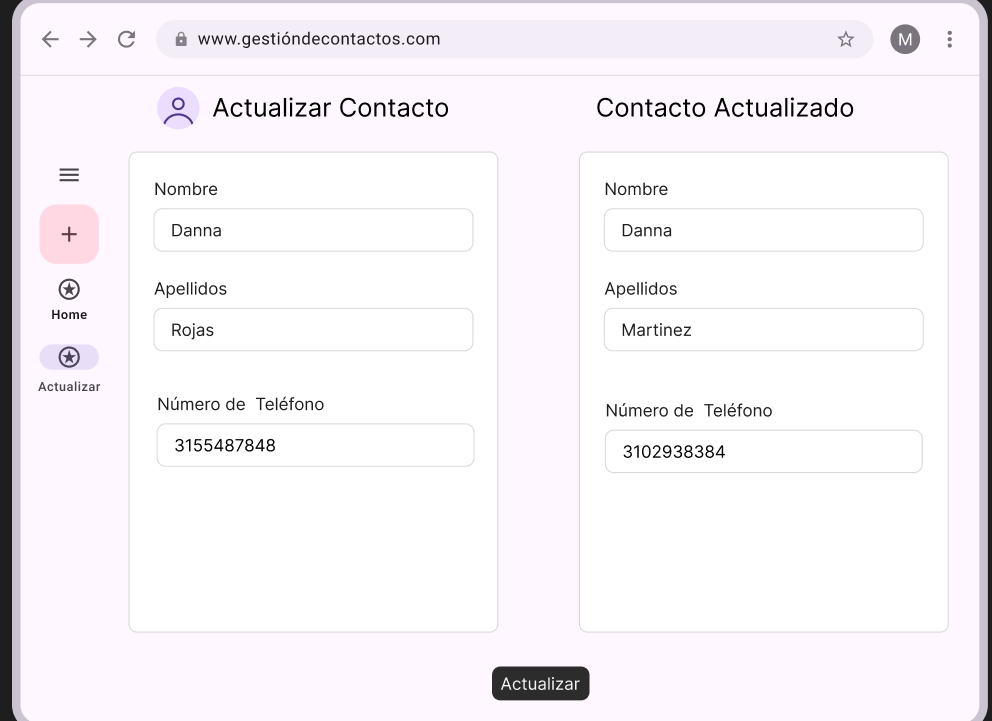 www.gestióndecontactos.com
M
Actualizar Contacto
Contacto Actualizado
Home
Actualizar
Nombre
Danna
Apellidos
Rojas
Número de  Teléfono
3155487848
Nombre
Danna
Apellidos
Martinez
Número de  Teléfono
3102938384
Actualizar